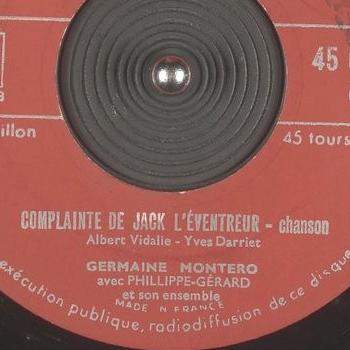 45
illon
45 tours
COMPLAINTE DE JACK L'ÉVENTREUR - chanson
Albert Vidalie - Yves Darriet
GERMAINE MONTERO
avec PHILLIPPE-GÉRARD
et son ensemble
MADE IN FRANCE
exécution publique, radiodiffusion de ce disque